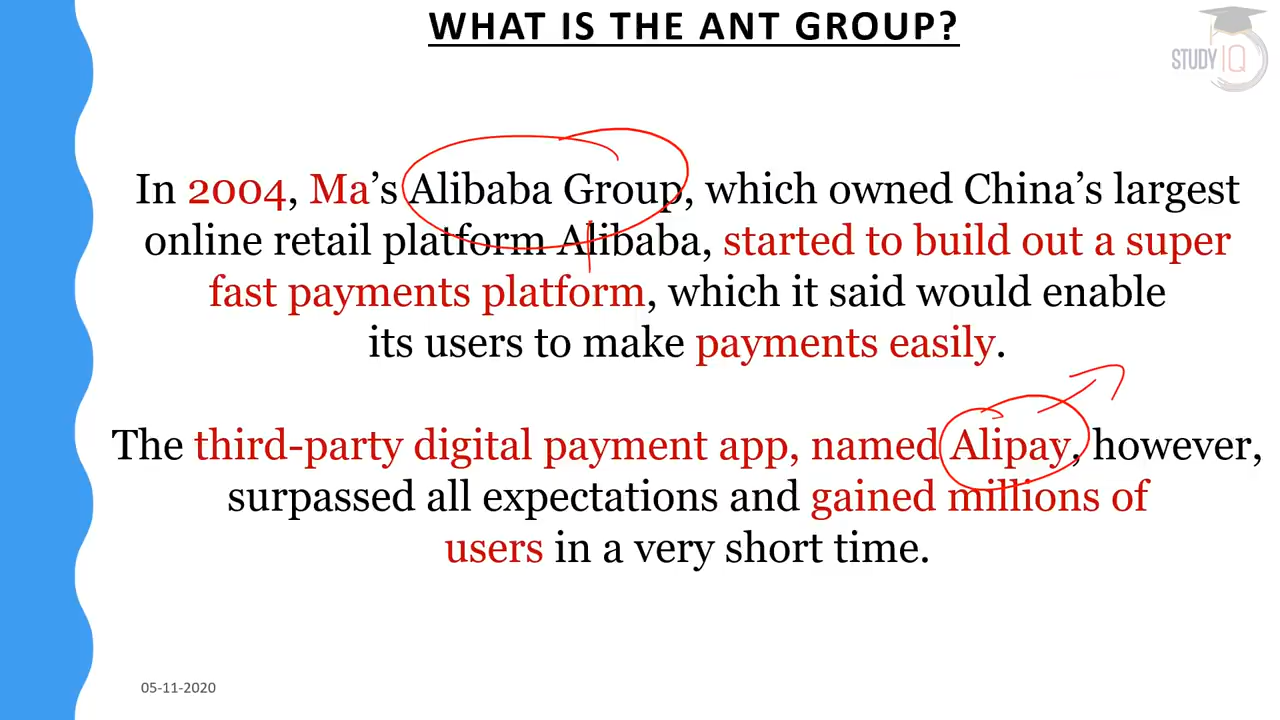 WHAT IS THE ANT GROUP?
STUDY IQ
In 2004, Ma's Alibaba Group, which owned China's largest
online retail platform Alibaba, started to build out a super
fast payments platform, which it said would enable
its users to make payments easily.
The third-party digital payment app, named Alipay, however,
surpassed all expectations and gained millions of
users in a very short time.
05-11-2020